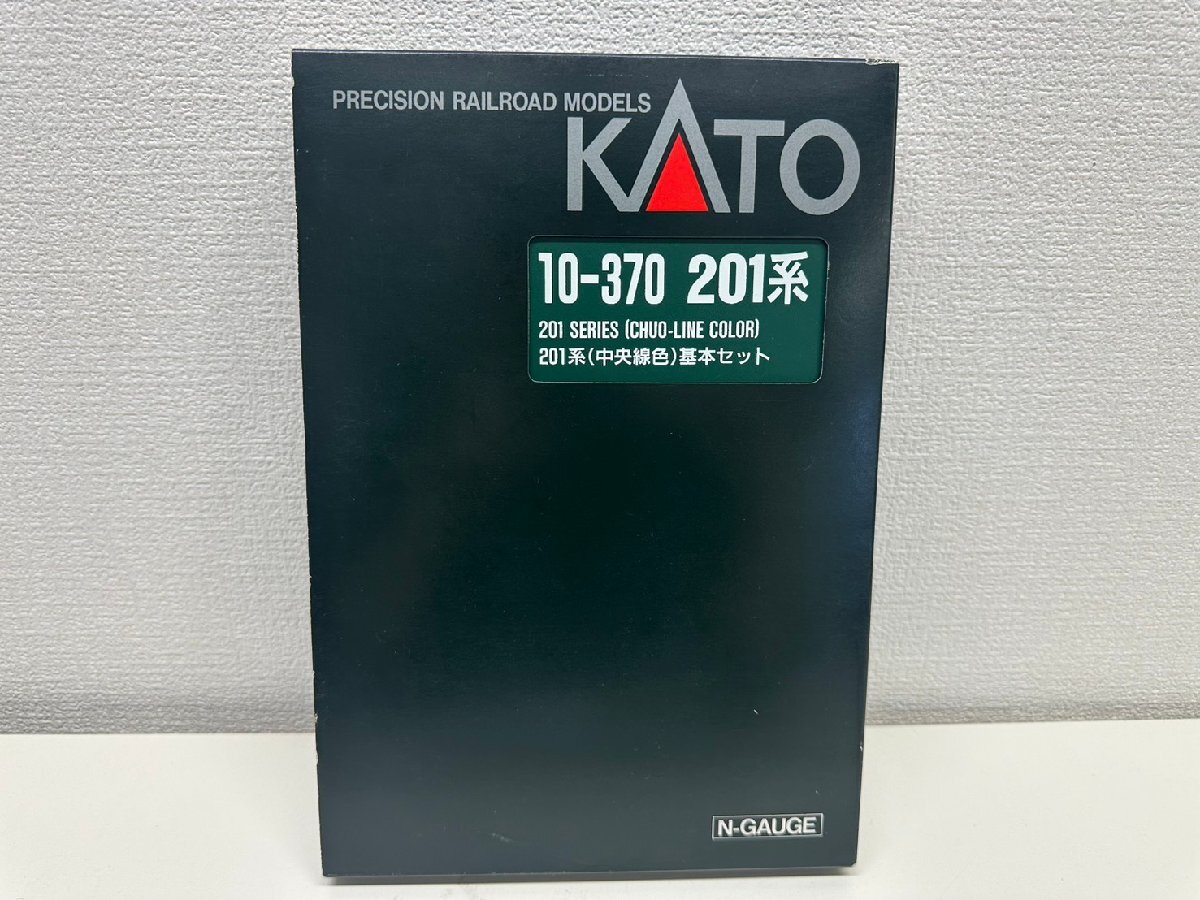 PRECISION RAILROAD MODELS
KATO
10-370 201系
201 SERIES (CHUO-LINE COLOR)
201系(中央線色)基本セット
N-GAUGE